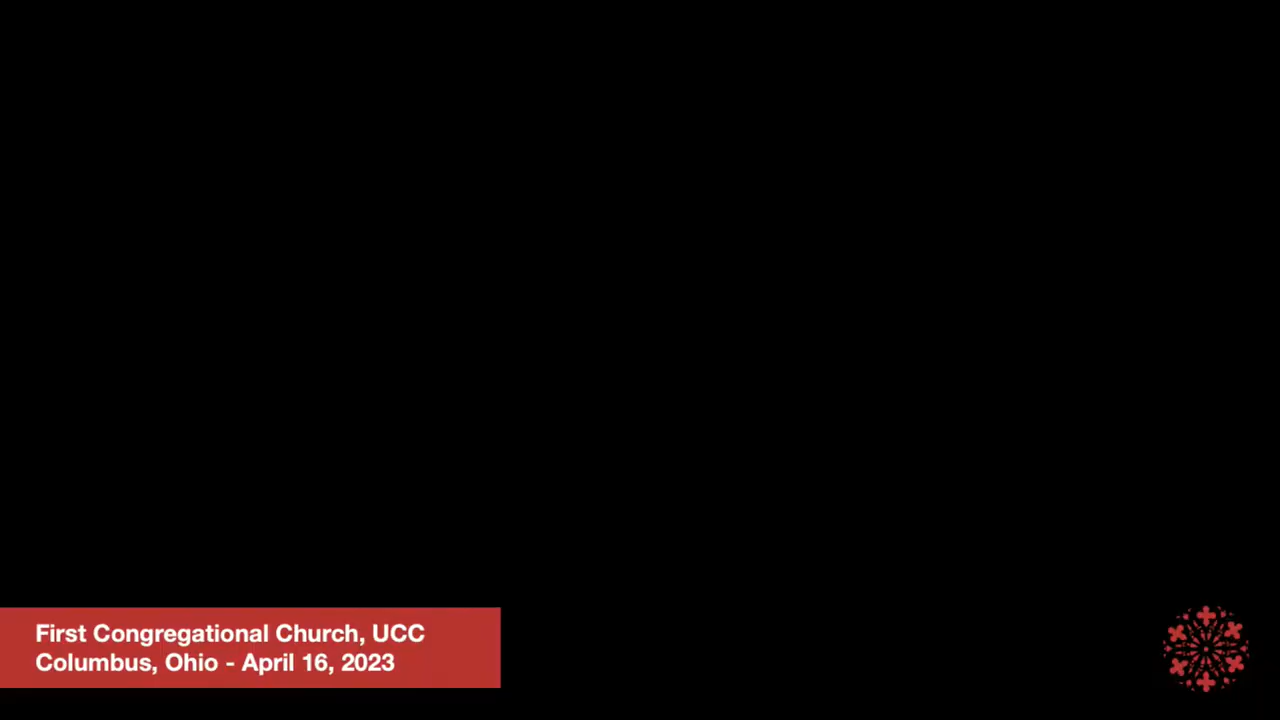 First Congregational Church, UCC
Columbus, Ohio - April 16, 2023